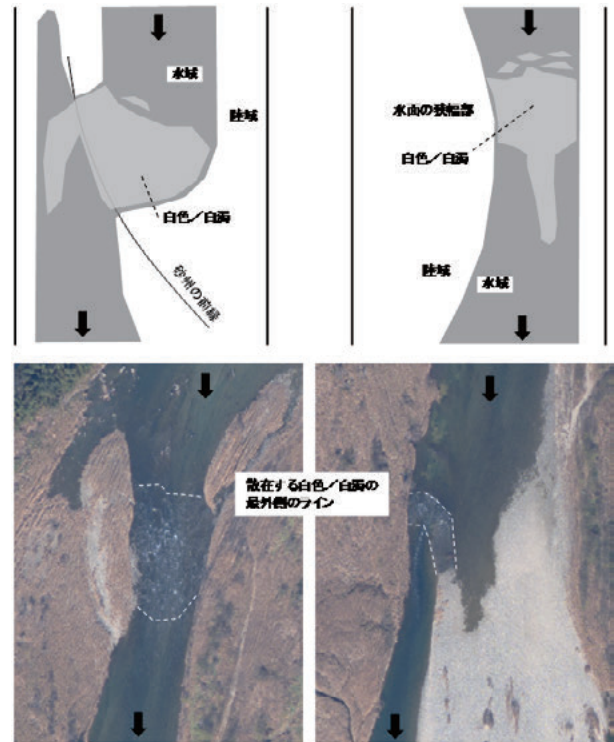 水域
陸域
白色／白濁
砂州の前縁
水面の狭幅部
白色／白濁
陸域
水域
散在する白色／白濁の
最外側のライン